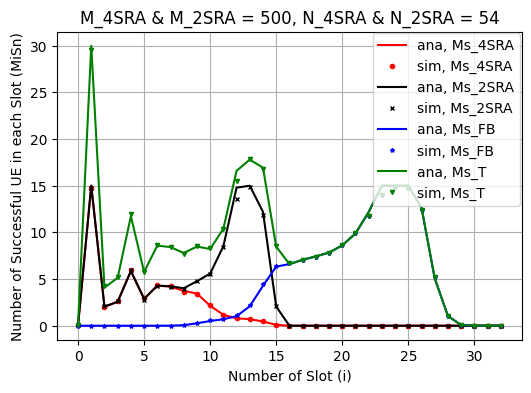 M_4SRA & M_2SRA = 500, N_4SRA & N_2SRA = 54
Number of Successful UE in each Slot (MiSn)
30
25
20
15
10
5
0
ana, Ms_4SRA
sim, Ms_4SRA
ana, Ms_2SRA
sim, Ms_2SRA
ana, Ms_FB
sim, Ms_FB
ana, Ms_T
sim, Ms_T
0 5 10 15 20 25 30
Number of Slot (i)